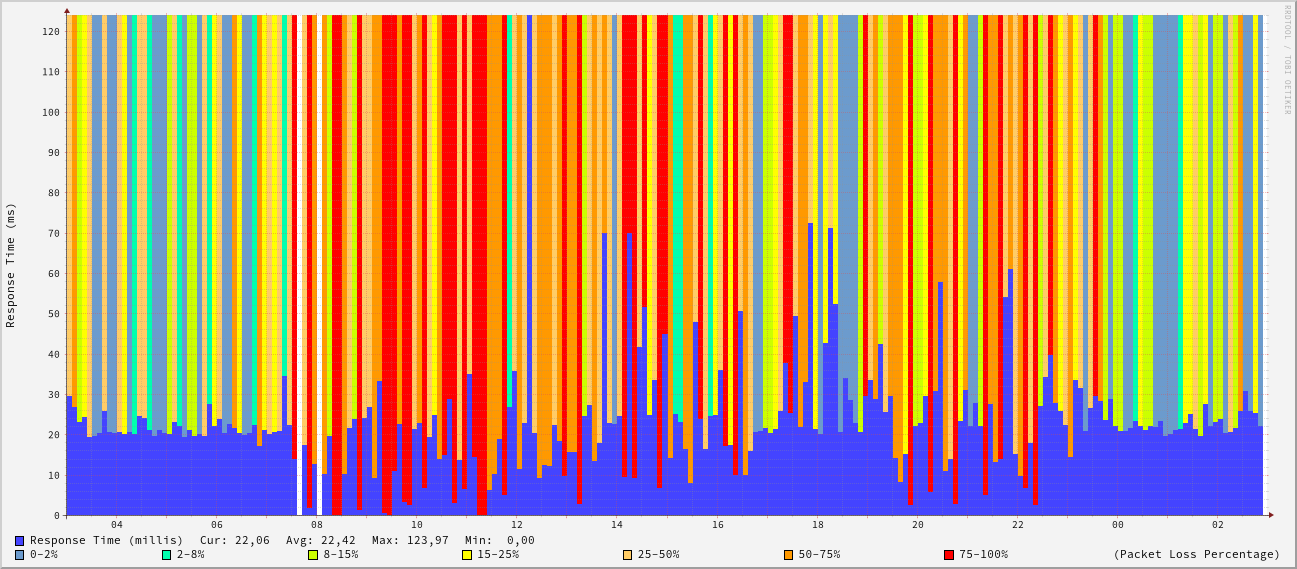 RRDTOOL / TOBI OETIKER
Response Time (ms)
120
110
100
90
80
70
60
50
40
30
20
10
0
04 06 08 10 12 14 16 18 20 22 00 02
Response Time (millis) Cur: 22,06 Avg: 22,42 Max: 123,97 Min: 0,00
0-2% 2-8% 8-15% 15-25% 25-50% 50-75% 75-100% (Packet Loss Percentage)